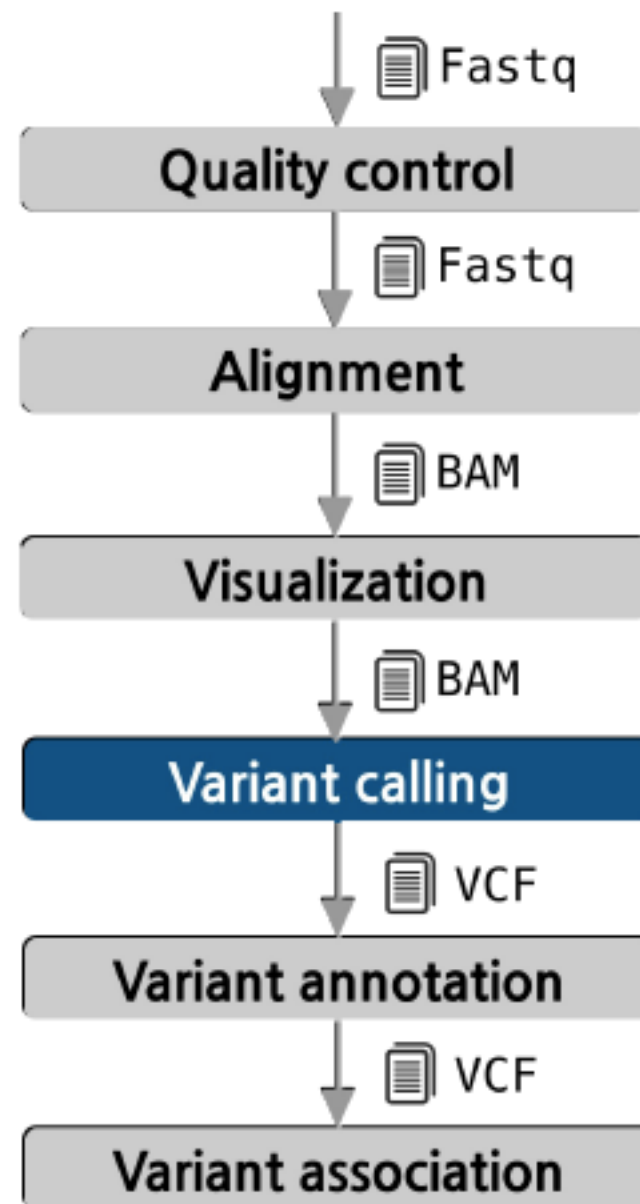 Fastq
Quality control
Fastq
Alignment
BAM
Visualization
BAM
Variant calling
VCF
Variant annotation
VCF
Variant association